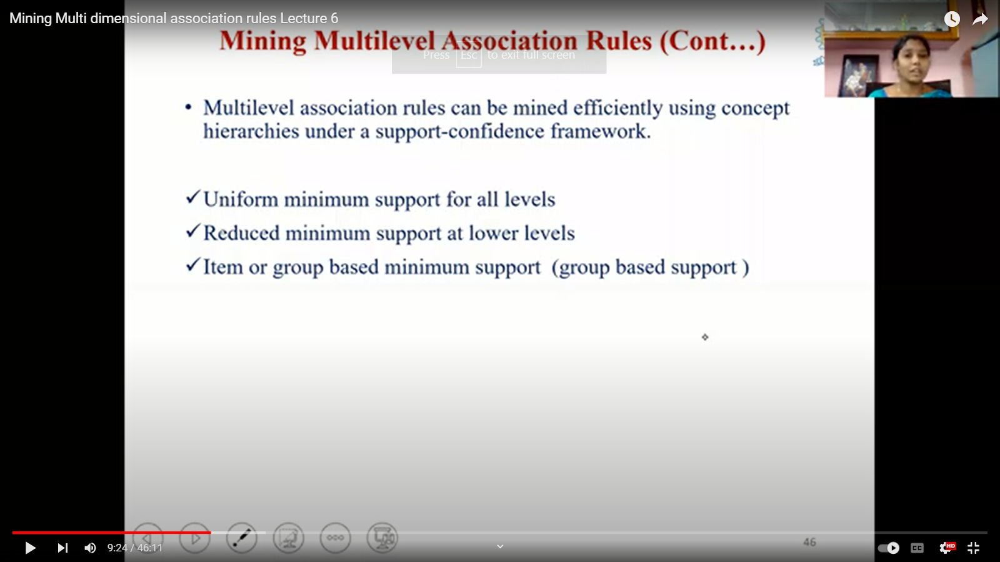 Mining Multi dimensional association rules Lecture 6
Mining Multilevel Association Rules (Cont…)
Press Esc to exit full screen
• Multilevel association rules can be mined efficiently using concept
hierarchies under a support-confidence framework.
✓Uniform minimum support for all levels
✓Reduced minimum support at lower levels
✓Item or group based minimum support (group based support )
46
9:24 / 46:11
CC
HD